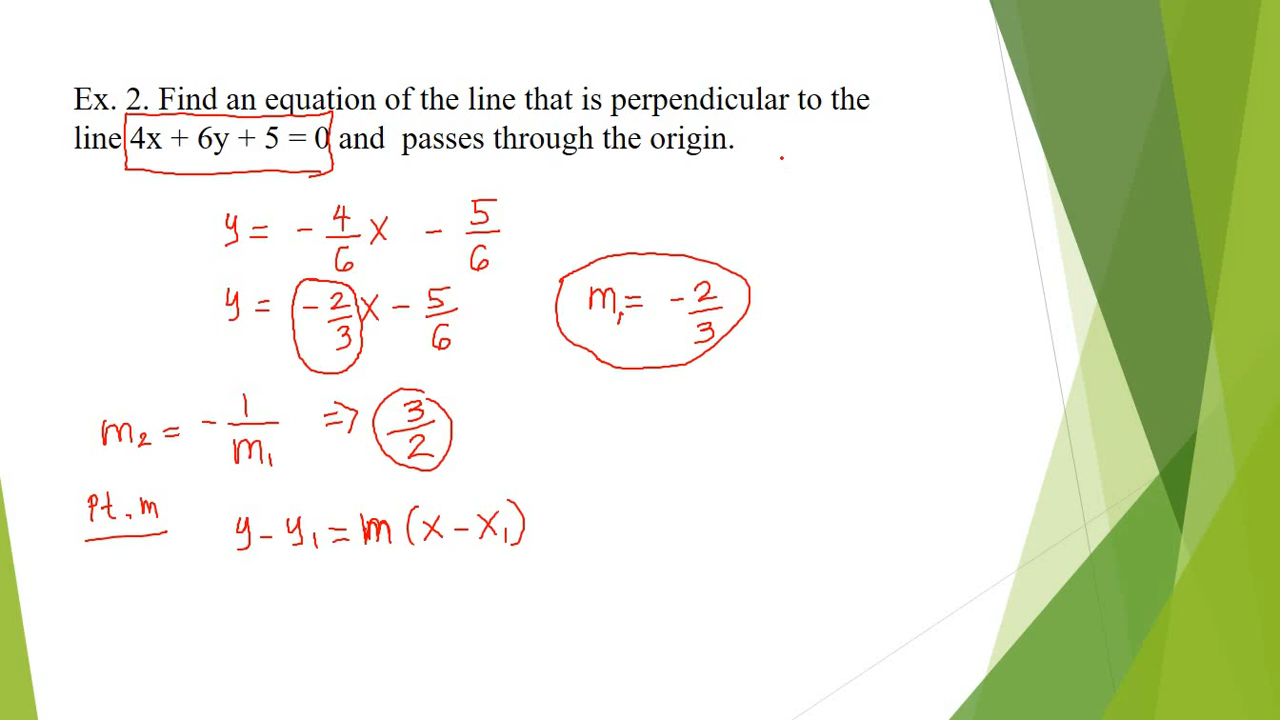 Ex. 2. Find an equation of the line that is perpendicular to the
line 4x + 6y + 5 = 0 and passes through the origin.
y = - 4/6 x - 5/6
y = - 2/3 x - 5/6
m₁ = - 2/3
m₂ = - 1/m₁ => 3/2
Pt, m
y - y₁ = m (x - x₁)